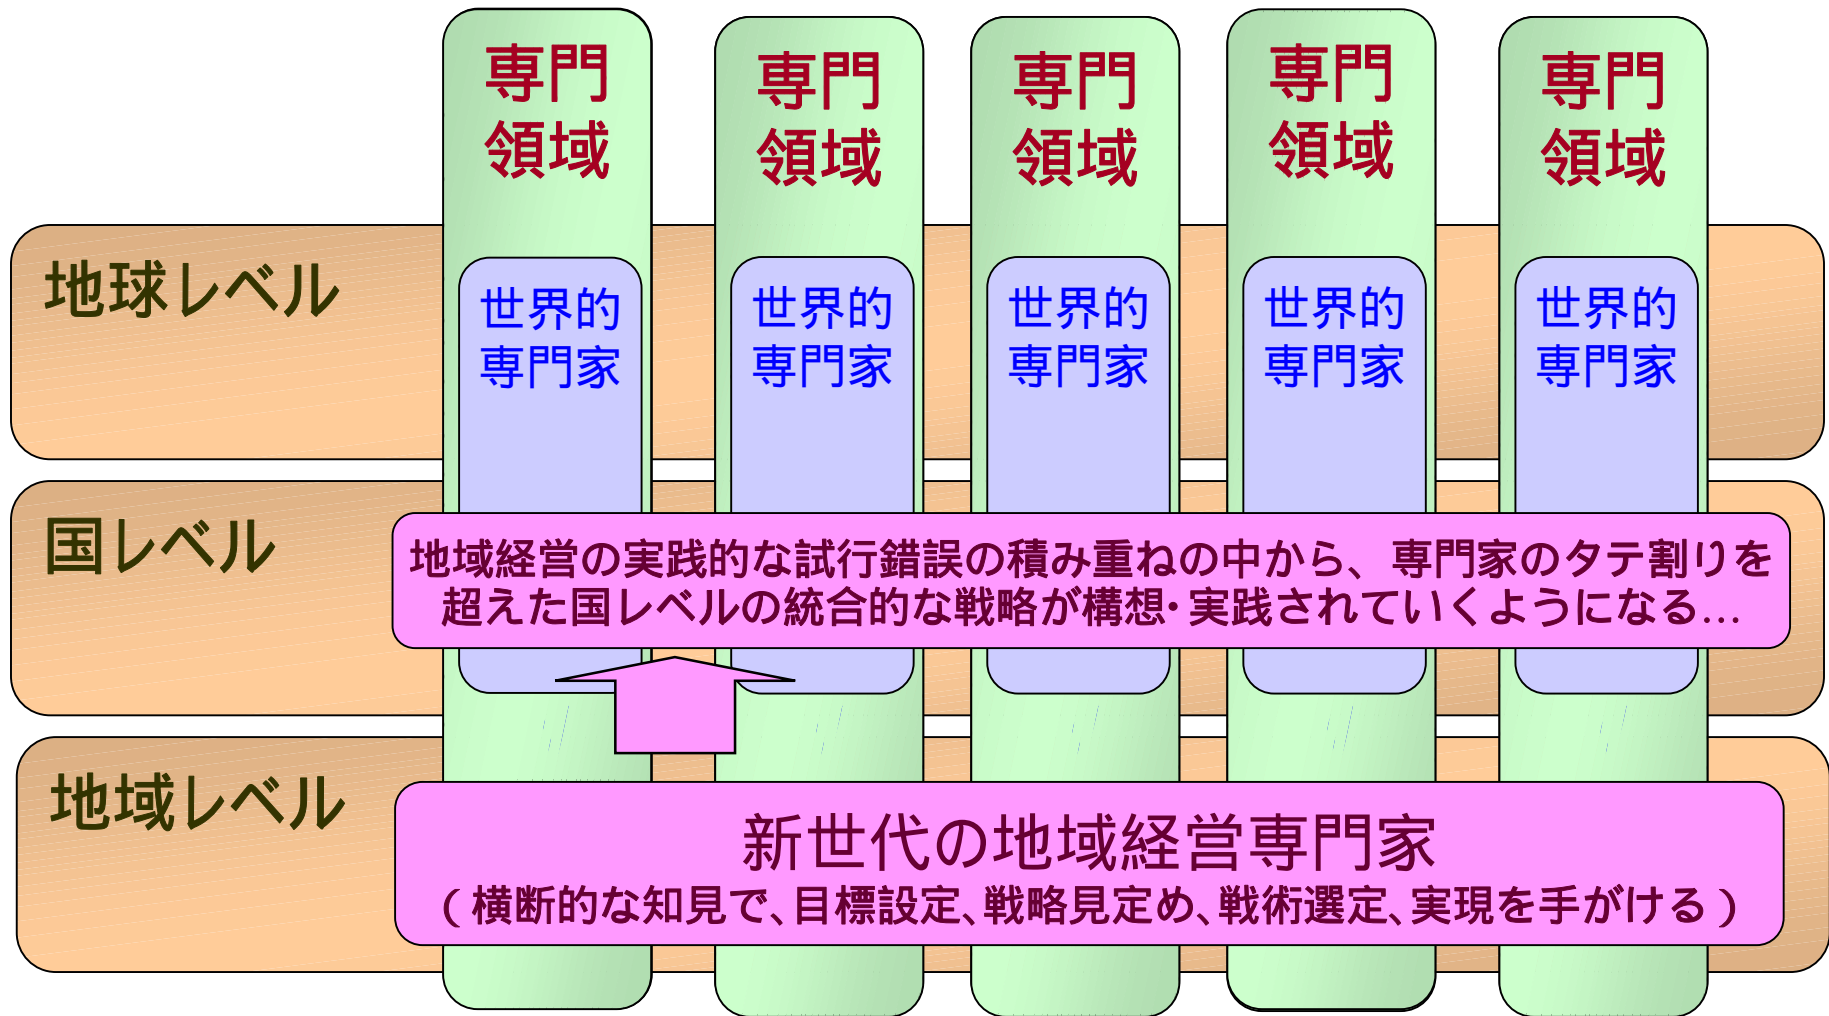 専門
領域
専門
領域
専門
領域
専門
領域
専門
領域
地球レベル
世界的
専門家
世界的
専門家
世界的
専門家
世界的
専門家
世界的
専門家
国レベル
地域経営の実践的な試行錯誤の積み重ねの中から、専門家のタテ割りを
超えた国レベルの統合的な戦略が構想・実践されていくようになる…
地域レベル
新世代の地域経営専門家
(横断的な知見で、目標設定、戦略見定め、戦術選定、実現を手がける)